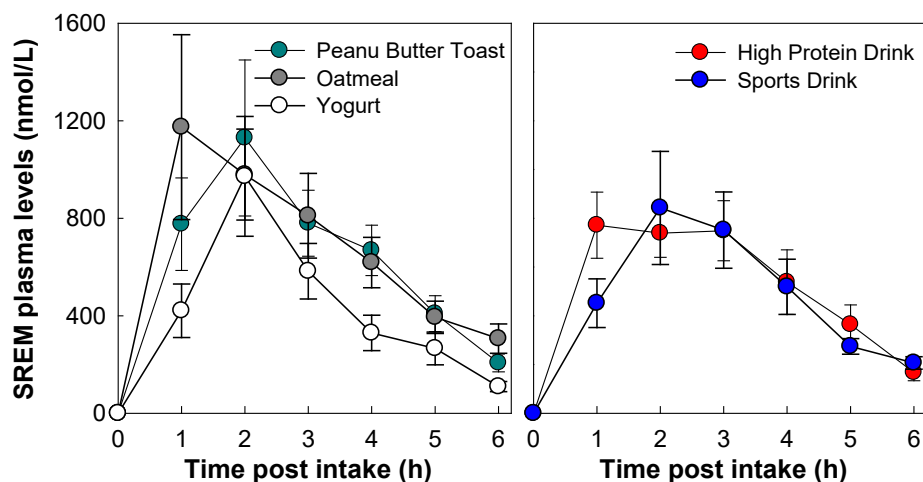 SREM plasma levels (nmol/L)
1600
1200
800
400
0
Peanu Butter Toast
Oatmeal
Yogurt
0 1 2 3 4 5 6
Time post intake (h)
High Protein Drink
Sports Drink
0 1 2 3 4 5 6
Time post intake (h)